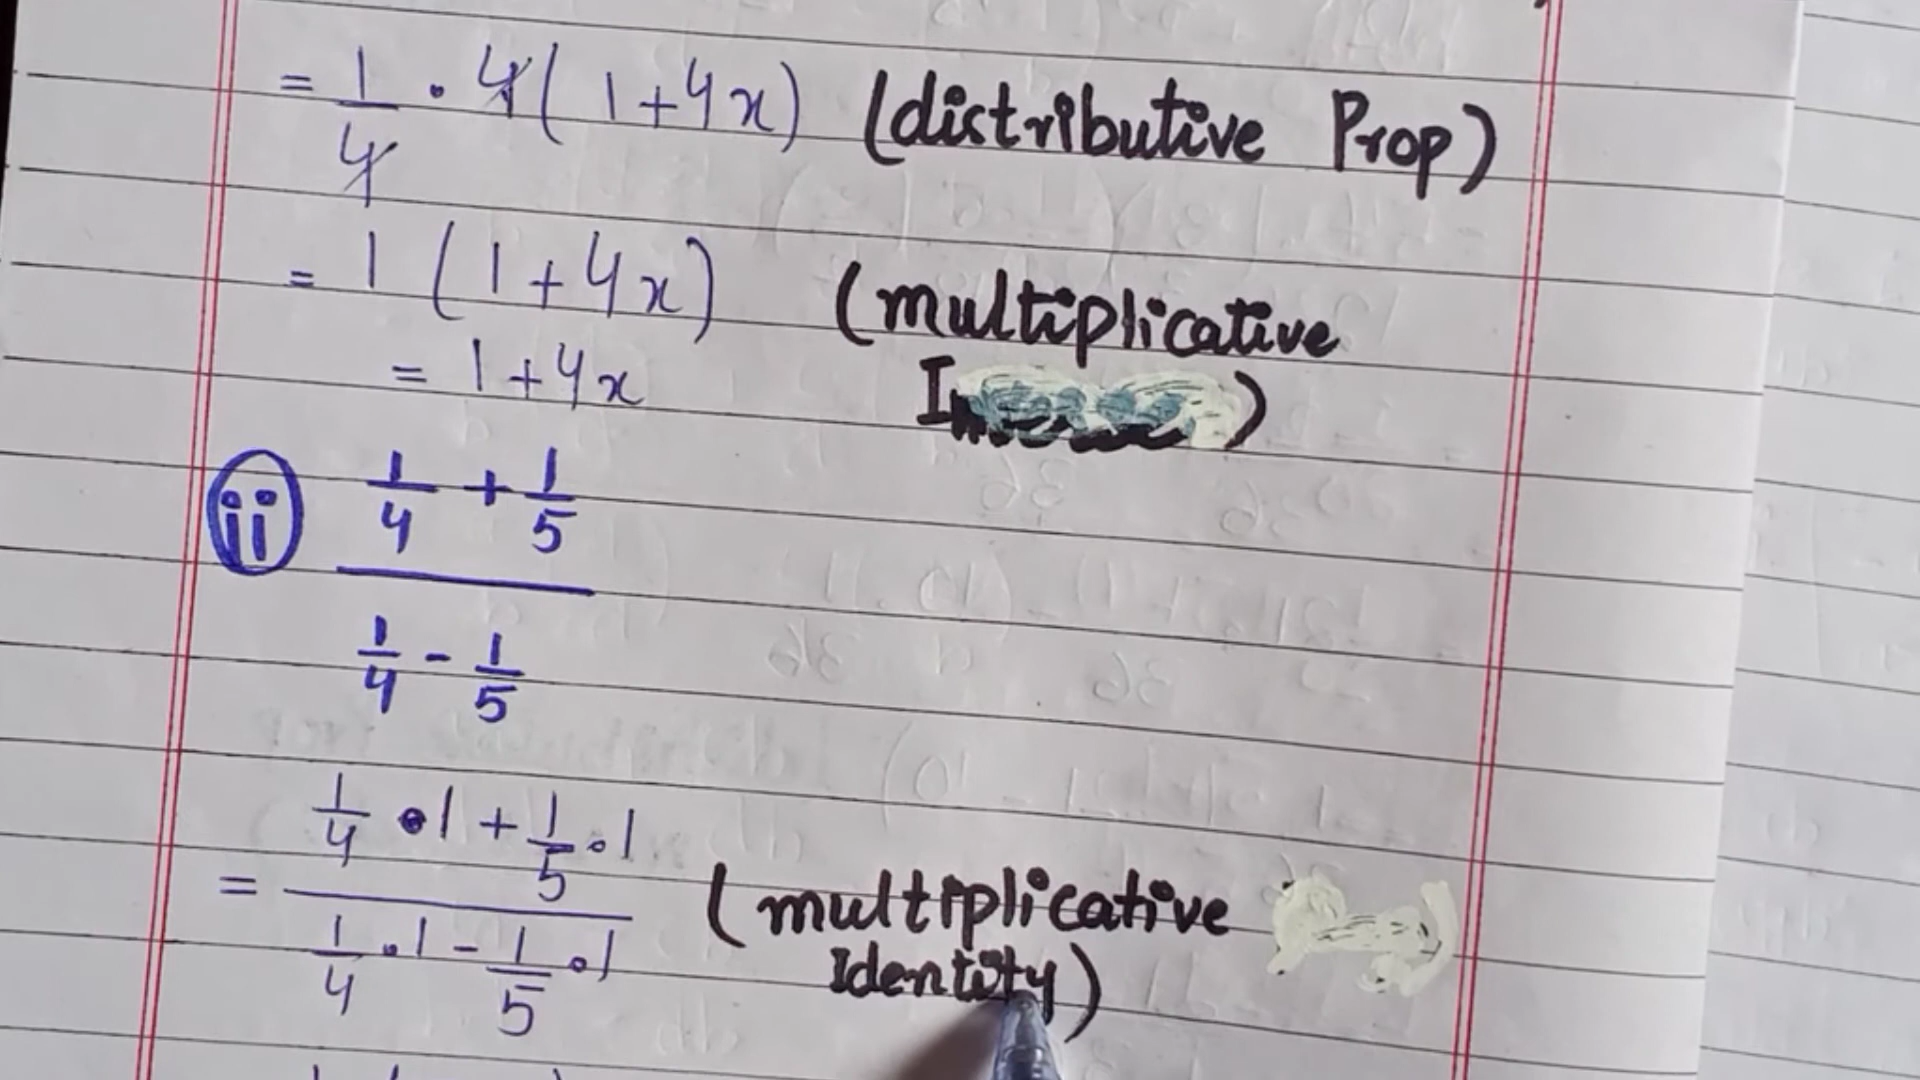 = 1/4 · 4(1+4x) (distributive Prop)
= 1 (1+4x) (multiplicative
= 1+4x
ii 1/4 + 1/5
1/4 - 1/5
1/4 · 1 + 1/5 · 1
= (multiplicative
1/4 · 1 - 1/5 · 1 Identity)